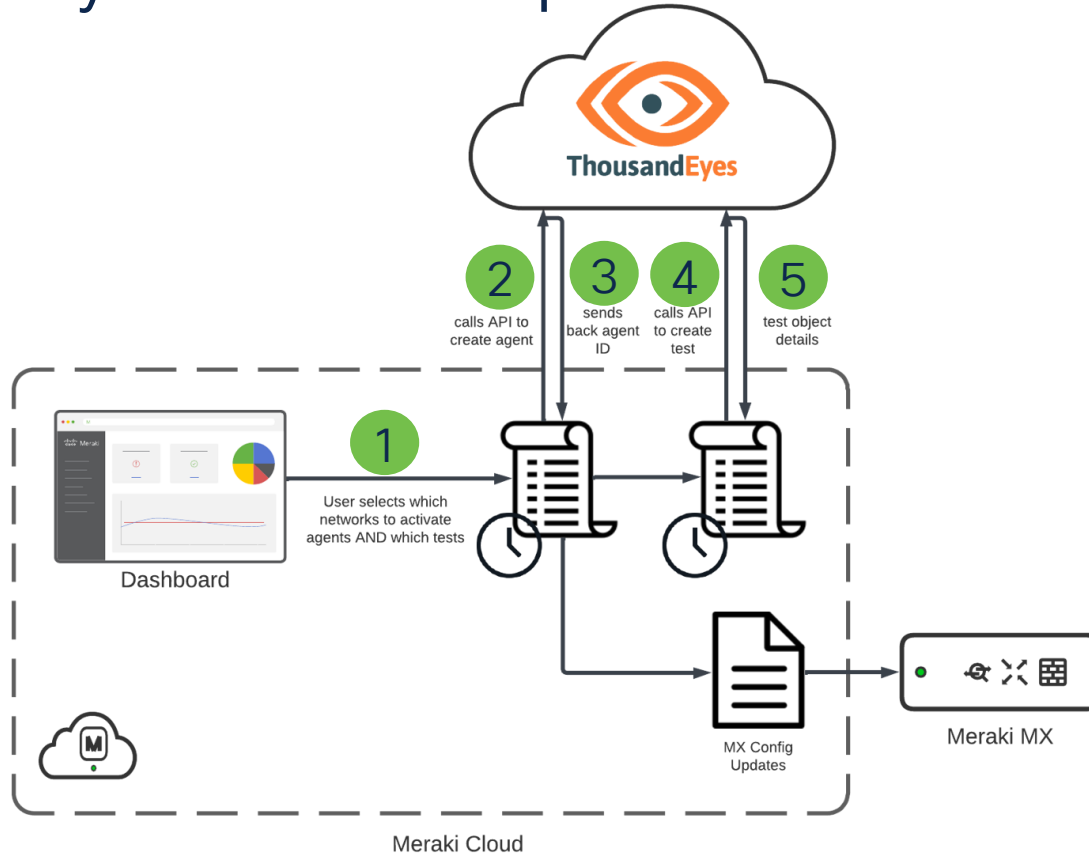 ThousandEyes
2
3
4
5
calls API to
create agent
sends
back agent
ID
calls API
to create
test
test object
details
Meraki
1
User selects which
networks to activate
agents AND which tests
Dashboard
M
MX Config
Updates
Meraki MX
Meraki Cloud